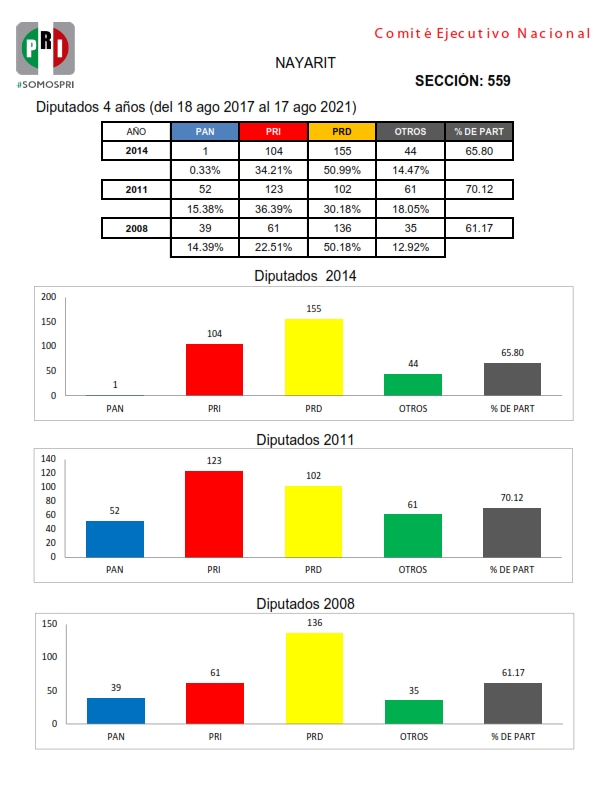 PRI
#SOMOSPRI
Comité Ejecutivo Nacional
NAYARIT
SECCIÓN: 559
Diputados 4 años (del 18 ago 2017 al 17 ago 2021)
AÑO PAN PRI PRD OTROS % DE PART
2014 1 104 155 44 65.80
0.33% 34.21% 50.99% 14.47%
2011 52 123 102 61 70.12
15.38% 36.39% 30.18% 18.05%
2008 39 61 136 35 61.17
14.39% 22.51% 50.18% 12.92%
Diputados 2014
200
150
100
50
0
1 104 155 44 65.80
PAN PRI PRD OTROS % DE PART
Diputados 2011
140
120
100
80
60
40
20
0
52 123 102 61 70.12
PAN PRI PRD OTROS % DE PART
Diputados 2008
150
100
50
0
39 61 136 35 61.17
PAN PRI PRD OTROS % DE PART